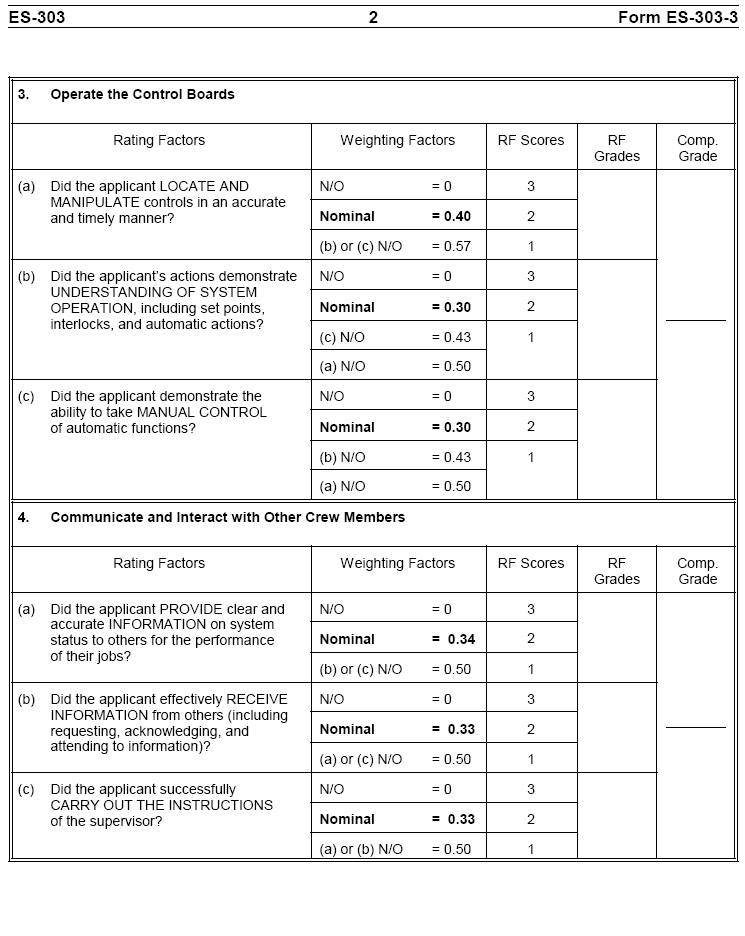 ES-303 2 Form ES-303-3
3. Operate the Control Boards
Rating Factors Weighting Factors RF Scores RF Grades Comp. Grade
(a) Did the applicant LOCATE AND
MANIPULATE controls in an accurate
and timely manner?
N/O = 0 3
Nominal = 0.40 2
(b) or (c) N/O = 0.57 1
(b) Did the applicant's actions demonstrate
UNDERSTANDING OF SYSTEM
OPERATION, including set points,
interlocks, and automatic actions?
N/O = 0 3
Nominal = 0.30 2
(c) N/O = 0.43 1
(a) N/O = 0.50
(c) Did the applicant demonstrate the
ability to take MANUAL CONTROL
of automatic functions?
N/O = 0 3
Nominal = 0.30 2
(b) N/O = 0.43 1
(a) N/O = 0.50
4. Communicate and Interact with Other Crew Members
Rating Factors Weighting Factors RF Scores RF Grades Comp. Grade
(a) Did the applicant PROVIDE clear and
accurate INFORMATION on system
status to others for the performance
of their jobs?
N/O = 0 3
Nominal = 0.34 2
(b) or (c) N/O = 0.50 1
(b) Did the applicant effectively RECEIVE
INFORMATION from others (including
requesting, acknowledging, and
attending to information)?
N/O = 0 3
Nominal = 0.33 2
(a) or (c) N/O = 0.50 1
(c) Did the applicant successfully
CARRY OUT THE INSTRUCTIONS
of the supervisor?
N/O = 0 3
Nominal = 0.33 2
(a) or (b) N/O = 0.50 1